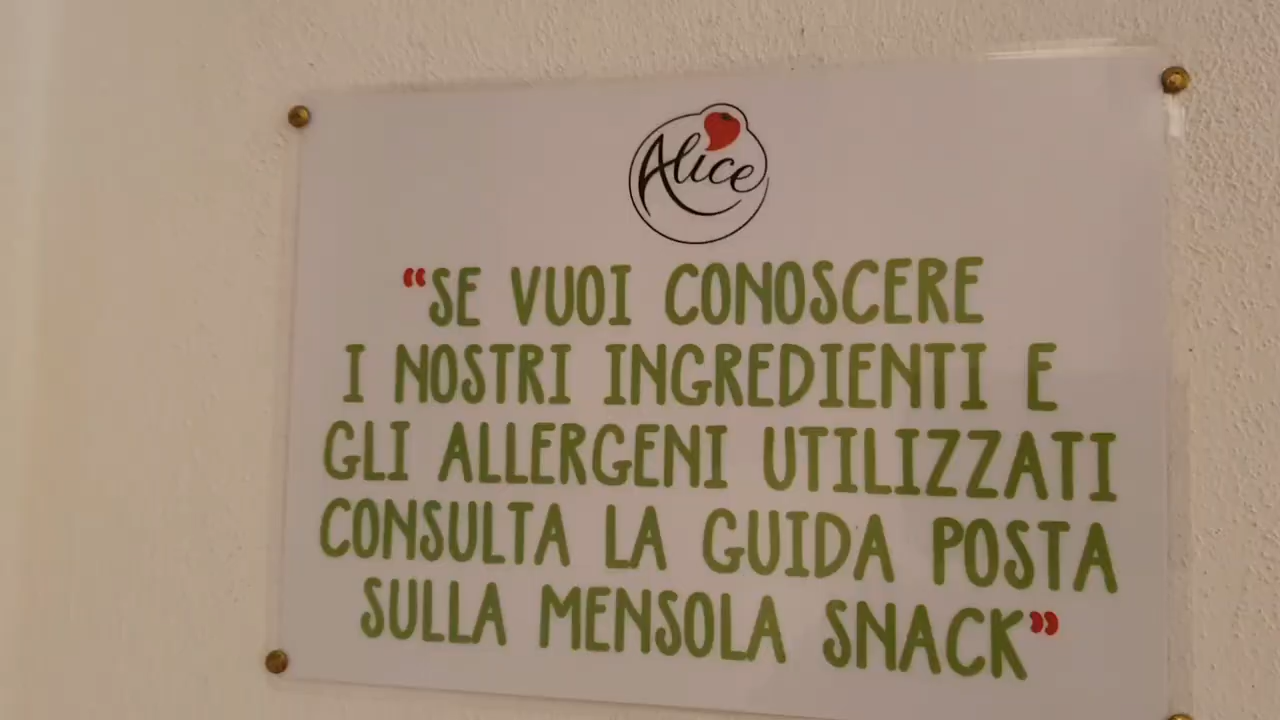 Alice
“SE VUOI CONOSCERE
I NOSTRI INGREDIENTI E
GLI ALLERGENI UTILIZZATI
CONSULTA LA GUIDA POSTA
SULLA MENSOLA SNACK”